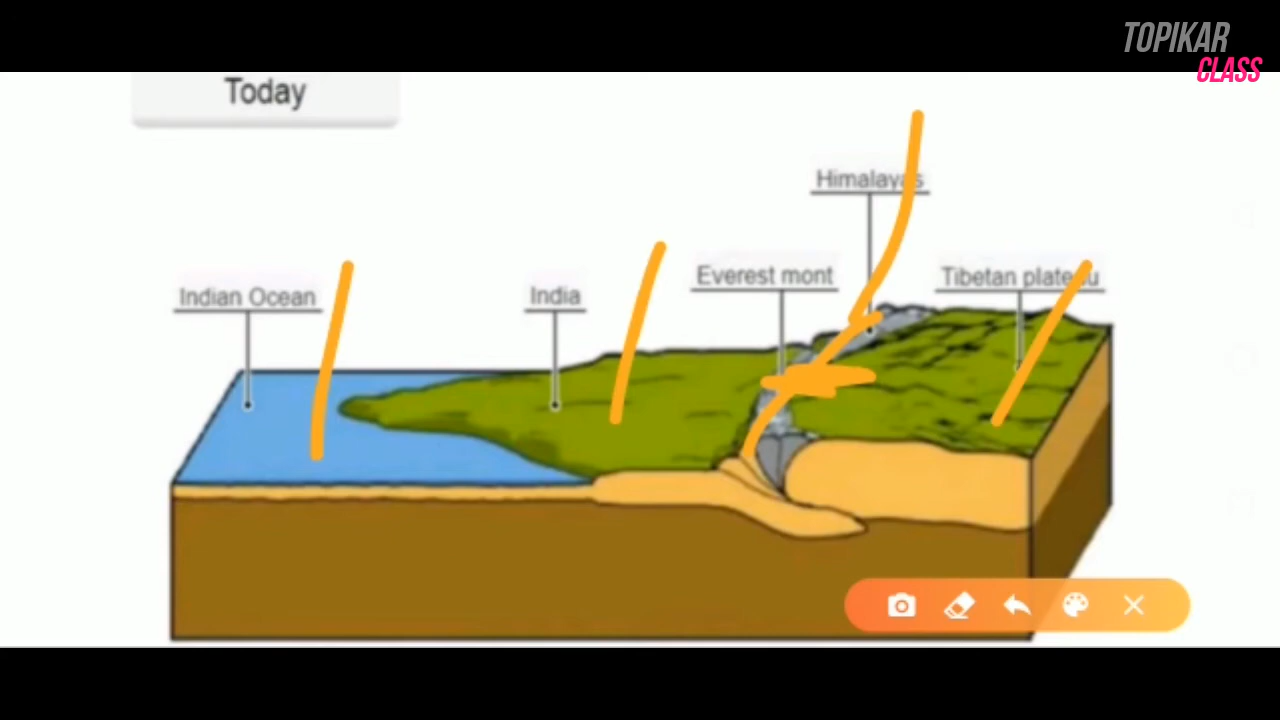 TOPIKAR
CLASS
Today
Himalayas
Everest mont
Tibetan plateau
Indian Ocean
India